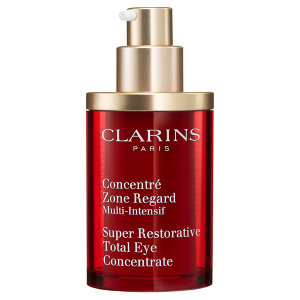 CLARINS
PARIS
Concentré
Zone Regard
Multi-Intensif
Super Restorative
Total Eye
Concentrate